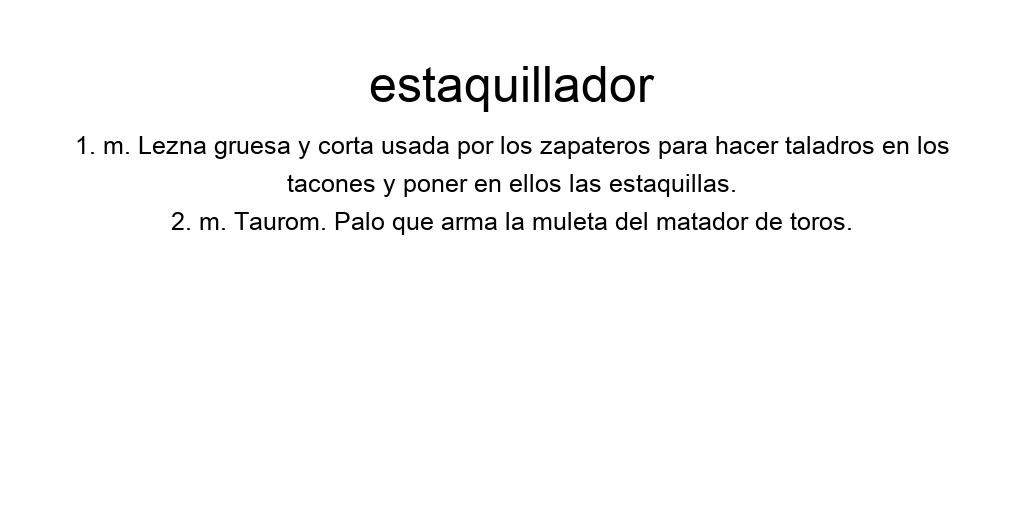 estaquillador
1. m. Lezna gruesa y corta usada por los zapateros para hacer taladros en los
tacones y poner en ellos las estaquillas.
2. m. Taurom. Palo que arma la muleta del matador de toros.